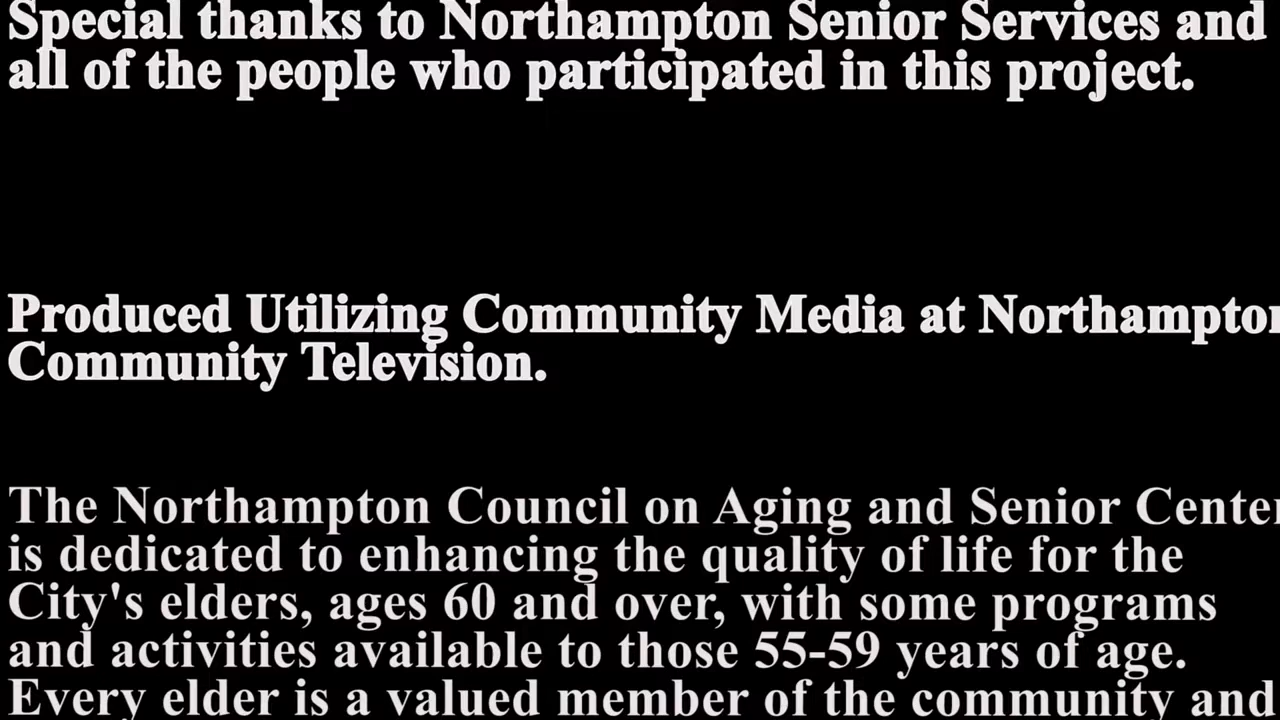 Special thanks to Northampton Senior Services and
all of the people who participated in this project.
Produced Utilizing Community Media at Northampton
Community Television.
The Northampton Council on Aging and Senior Center
is dedicated to enhancing the quality of life for the
City's elders, ages 60 and over, with some programs
and activities available to those 55-59 years of age.
Every elder is a valued member of the community and